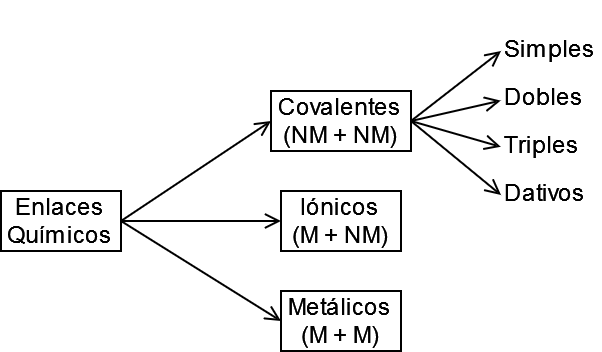 Enlaces
Químicos
Covalentes
(NM + NM)
Iónicos
(M + NM)
Metálicos
(M + M)
Simples
Dobles
Triples
Dativos